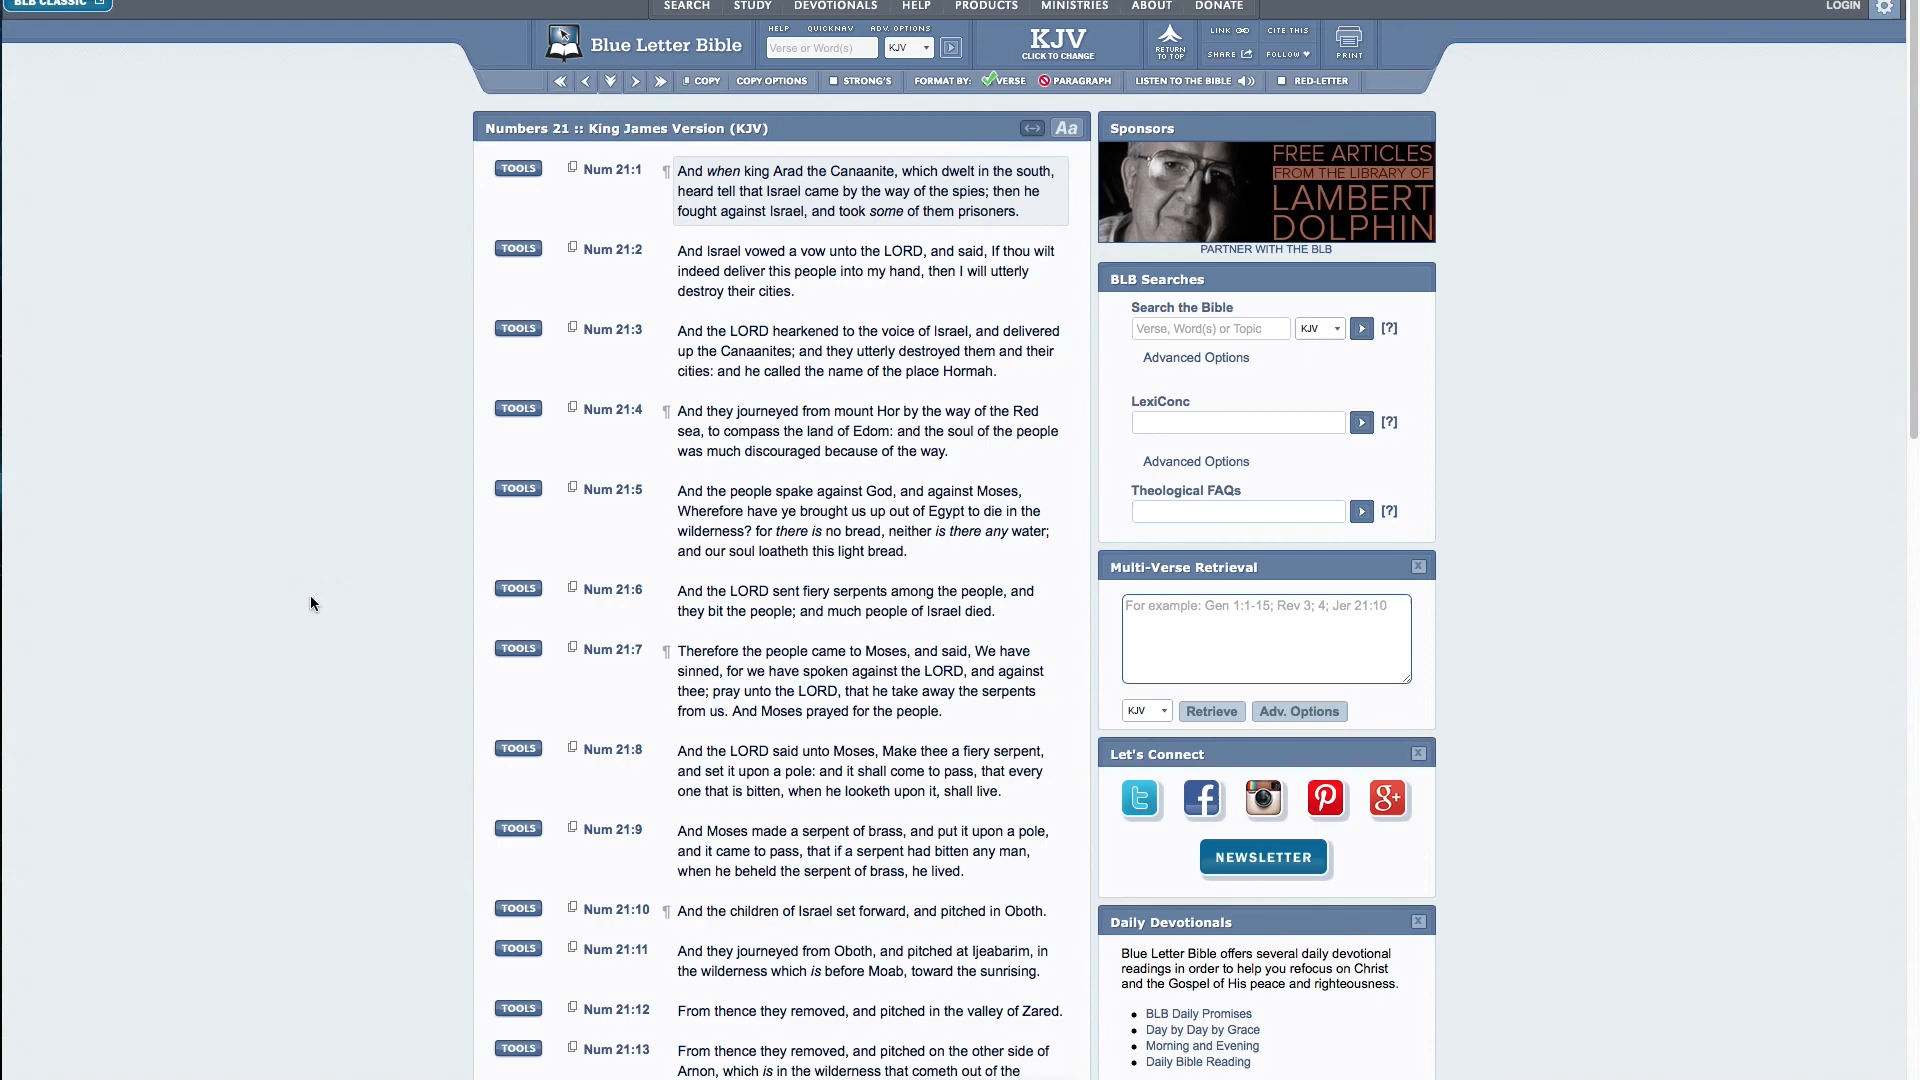 BLB CLASSIC
SEARCH STUDY DEVOTIONALS HELP PRODUCTS MINISTRIES ABOUT DONATE
LOGIN
Blue Letter Bible
HELP QUICKNAV ADV. OPTIONS
Verse or Word(s) KJV
KJV
CLICK TO CHANGE
RETURN
TO TOP
LINK CITE THIS
SHARE FOLLOW
PRINT
COPY COPY OPTIONS STRONG'S FORMAT BY: VERSE PARAGRAPH LISTEN TO THE BIBLE RED-LETTER
Numbers 21 :: King James Version (KJV)
Aa
TOOLS Num 21:1 ¶ And when king Arad the Canaanite, which dwelt in the south,
heard tell that Israel came by the way of the spies; then he
fought against Israel, and took some of them prisoners.
TOOLS Num 21:2 And Israel vowed a vow unto the LORD, and said, If thou wilt
indeed deliver this people into my hand, then I will utterly
destroy their cities.
TOOLS Num 21:3 And the LORD hearkened to the voice of Israel, and delivered
up the Canaanites; and they utterly destroyed them and their
cities: and he called the name of the place Hormah.
TOOLS Num 21:4 ¶ And they journeyed from mount Hor by the way of the Red
sea, to compass the land of Edom: and the soul of the people
was much discouraged because of the way.
TOOLS Num 21:5 And the people spake against God, and against Moses,
Wherefore have ye brought us up out of Egypt to die in the
wilderness? for there is no bread, neither is there any water;
and our soul loatheth this light bread.
TOOLS Num 21:6 And the LORD sent fiery serpents among the people, and
they bit the people; and much people of Israel died.
TOOLS Num 21:7 ¶ Therefore the people came to Moses, and said, We have
sinned, for we have spoken against the LORD, and against
thee; pray unto the LORD, that he take away the serpents
from us. And Moses prayed for the people.
TOOLS Num 21:8 And the LORD said unto Moses, Make thee a fiery serpent,
and set it upon a pole: and it shall come to pass, that every
one that is bitten, when he looketh upon it, shall live.
TOOLS Num 21:9 And Moses made a serpent of brass, and put it upon a pole,
and it came to pass, that if a serpent had bitten any man,
when he beheld the serpent of brass, he lived.
TOOLS Num 21:10 ¶ And the children of Israel set forward, and pitched in Oboth.
TOOLS Num 21:11 And they journeyed from Oboth, and pitched at Ijeabarim, in
the wilderness which is before Moab, toward the sunrising.
TOOLS Num 21:12 From thence they removed, and pitched in the valley of Zared.
TOOLS Num 21:13 From thence they removed, and pitched on the other side of
Arnon, which is in the wilderness that cometh out of the
Sponsors
FREE ARTICLES
FROM THE LIBRARY OF
LAMBERT
DOLPHIN
PARTNER WITH THE BLB
BLB Searches
Search the Bible
Verse, Word(s) or Topic KJV [?]
Advanced Options
LexiConc
[?]
Advanced Options
Theological FAQs
[?]
Multi-Verse Retrieval
For example: Gen 1:1-15; Rev 3; 4; Jer 21:10
KJV Retrieve Adv. Options
Let's Connect
NEWSLETTER
Daily Devotionals
Blue Letter Bible offers several daily devotional
readings in order to help you refocus on Christ
and the Gospel of His peace and righteousness.
BLB Daily Promises
Day by Day by Grace
Morning and Evening
Daily Bible Reading